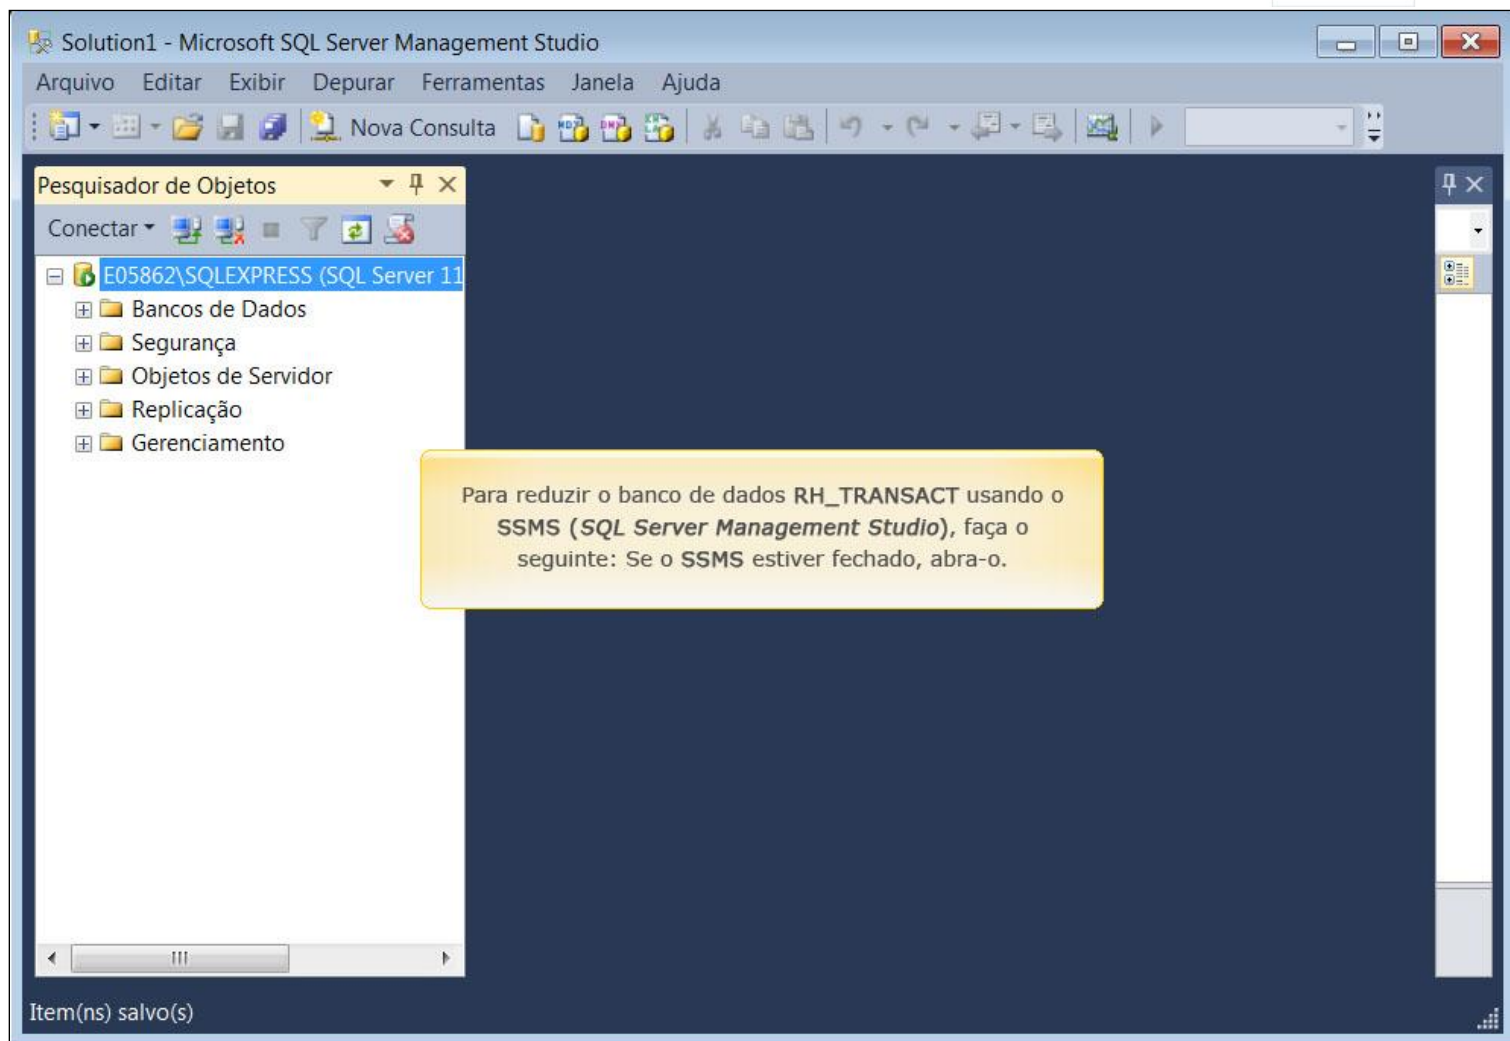 Solution1 - Microsoft SQL Server Management Studio
Arquivo Editar Exibir Depurar Ferramentas Janela Ajuda
Nova Consulta
Pesquisador de Objetos
Conectar
E05862\SQLEXPRESS (SQL Server 11
Bancos de Dados
Segurança
Objetos de Servidor
Replicação
Gerenciamento
Para reduzir o banco de dados RH_TRANSACT usando o
SSMS (SQL Server Management Studio), faça o
seguinte: Se o SSMS estiver fechado, abra-o.
Item(ns) salvo(s)